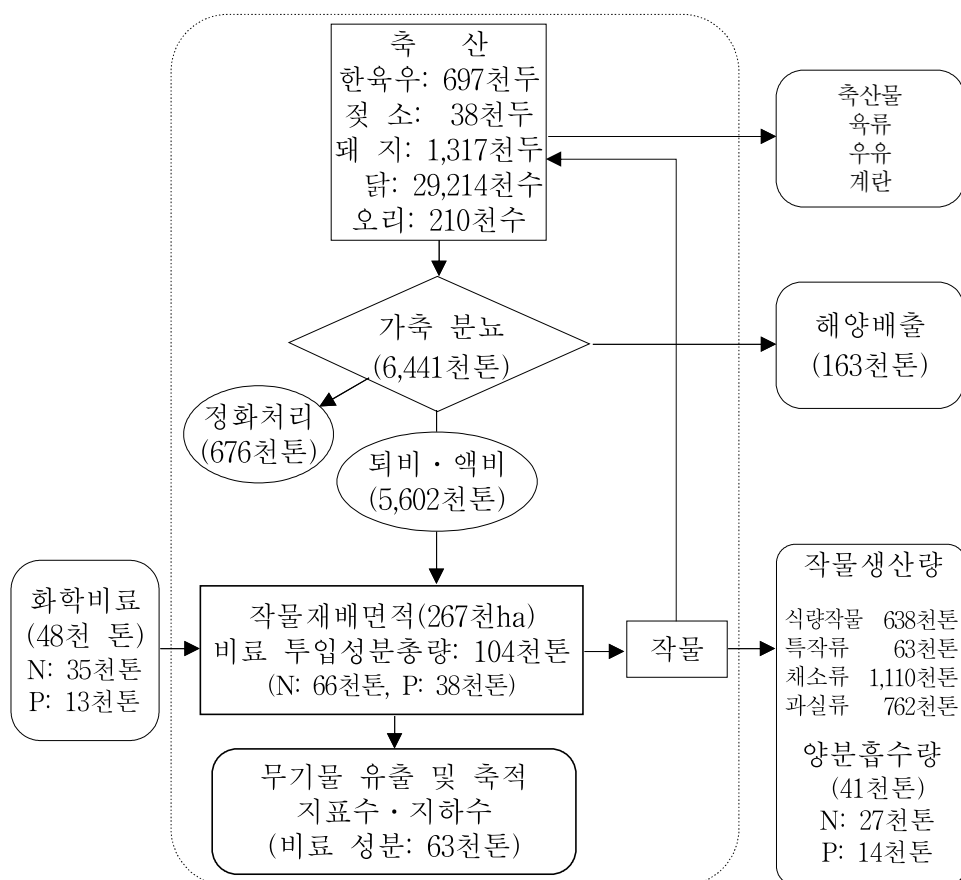 축 산
한육우: 697천두
젖 소: 38천두
돼 지: 1,317천두
닭: 29,214천수
오리: 210천수
축산물
육류
우유
계란
가축 분뇨
(6,441천톤)
해양배출
(163천톤)
정화처리
(676천톤)
퇴비・액비
(5,602천톤)
화학비료
(48천 톤)
N: 35천톤
P: 13천톤
작물재배면적(267천ha)
비료 투입성분총량: 104천톤
(N: 66천톤, P: 38천톤)
작물
작물생산량
식량작물 638천톤
특작류 63천톤
채소류 1,110천톤
과실류 762천톤
양분흡수량
(41천톤)
N: 27천톤
P: 14천톤
무기물 유출 및 축적
지표수・지하수
(비료 성분: 63천톤)